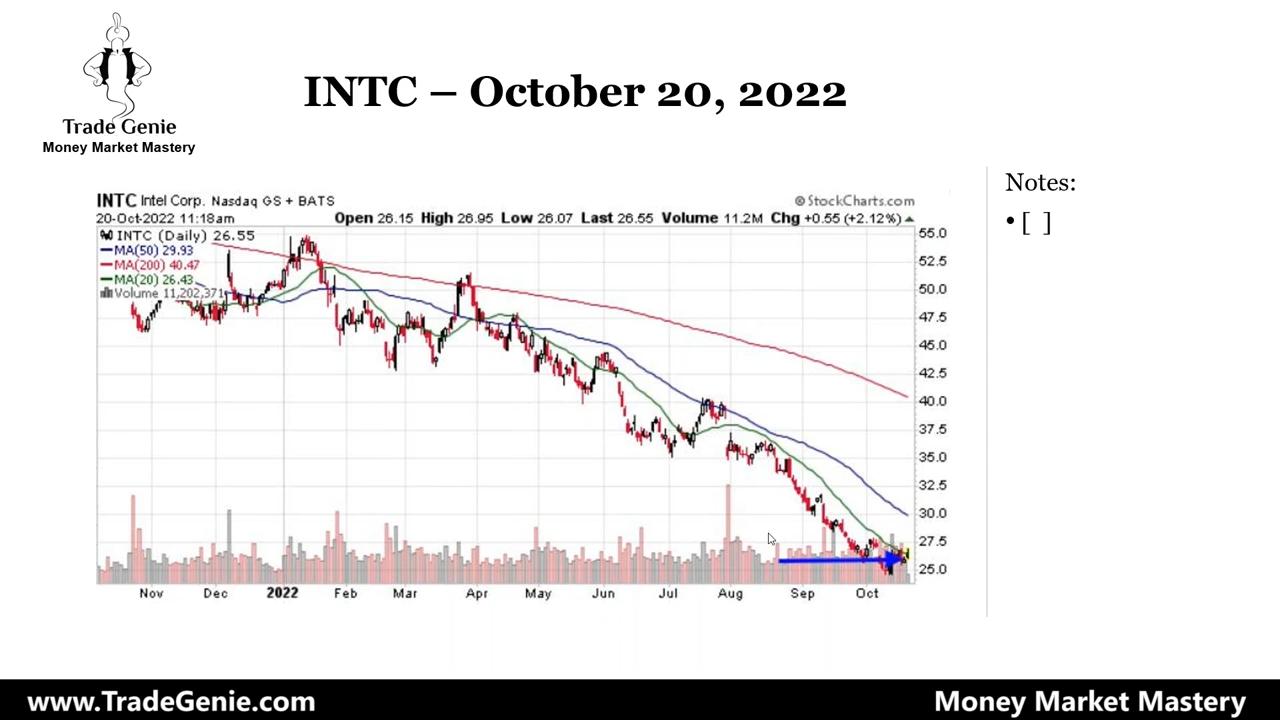 Trade Genie
Money Market Mastery
INTC – October 20, 2022
INTC Intel Corp. Nasdaq GS + BATS
© StockCharts.com
20-Oct-2022 11:18am
Open 26.15 High 26.95 Low 26.07 Last 26.55 Volume 11.2M Chg +0.55 (+2.12%)
INTC (Daily) 26.55
MA(50) 29.93
MA(200) 40.47
MA(20) 26.43
Volume 11,202,371
55.0
52.5
50.0
47.5
45.0
42.5
40.0
37.5
35.0
32.5
30.0
27.5
25.0
Nov Dec 2022 Feb Mar Apr May Jun Jul Aug Sep Oct
Notes:
• [ ]
www.TradeGenie.com
Money Market Mastery